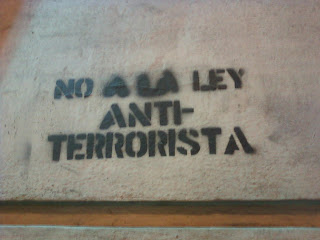 NO A LA LEY
ANTI-
TERRORISTA